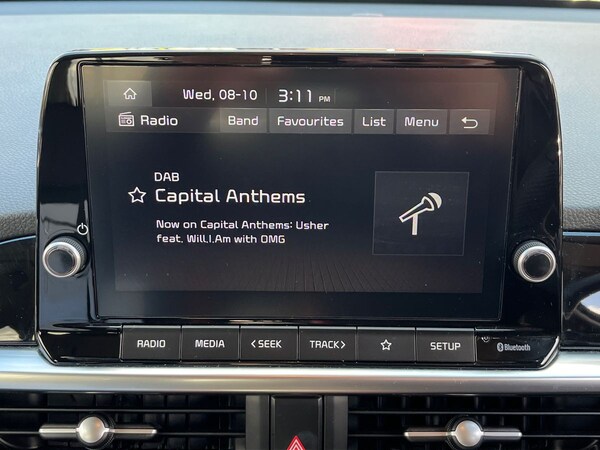 Wed, 08-10 3:11 PM
Radio Band Favourites List Menu
DAB
Capital Anthems
Now on Capital Anthems: Usher
feat. Will.I.Am with OMG
RADIO MEDIA <SEEK TRACK> SETUP Bluetooth